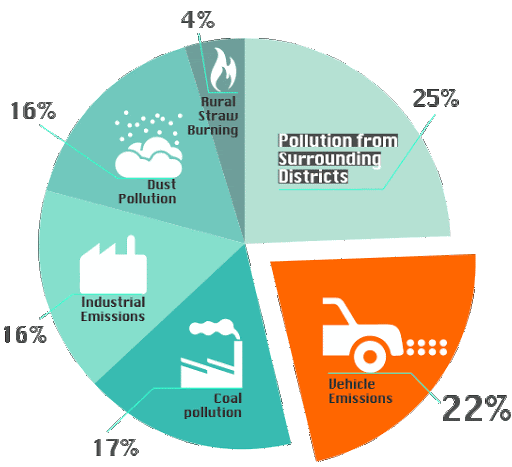 4%
Rural
Straw
Burning
25%
Pollution from
Surrounding
Districts
16%
Dust
Pollution
Industrial
Emissions
16%
Vehicle
Emissions
22%
Coal
pollution
17%